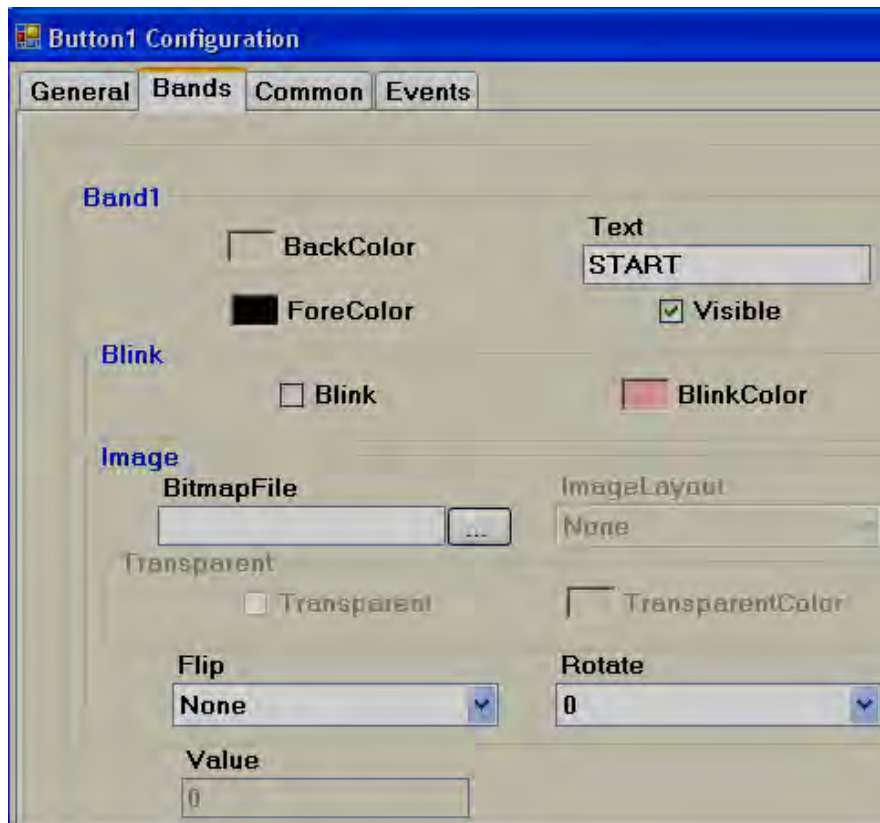 Button1 Configuration
General Bands Common Events
Band1
BackColor
Text
START
ForeColor
Visible
Blink
Blink
BlinkColor
Image
BitmapFile
ImageLayout
...
None
Transparent
Transparent
TransparentColor
Flip
Rotate
None
0
Value
0